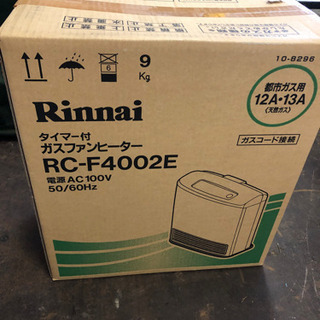 6
9
Kg
10-8296
Rinnai
都市ガス用
12A・13A
(天然ガス)
ガスコード接続
タイマー付
ガスファンヒーター
RC-F4002E
電源 AC100V
50/60Hz